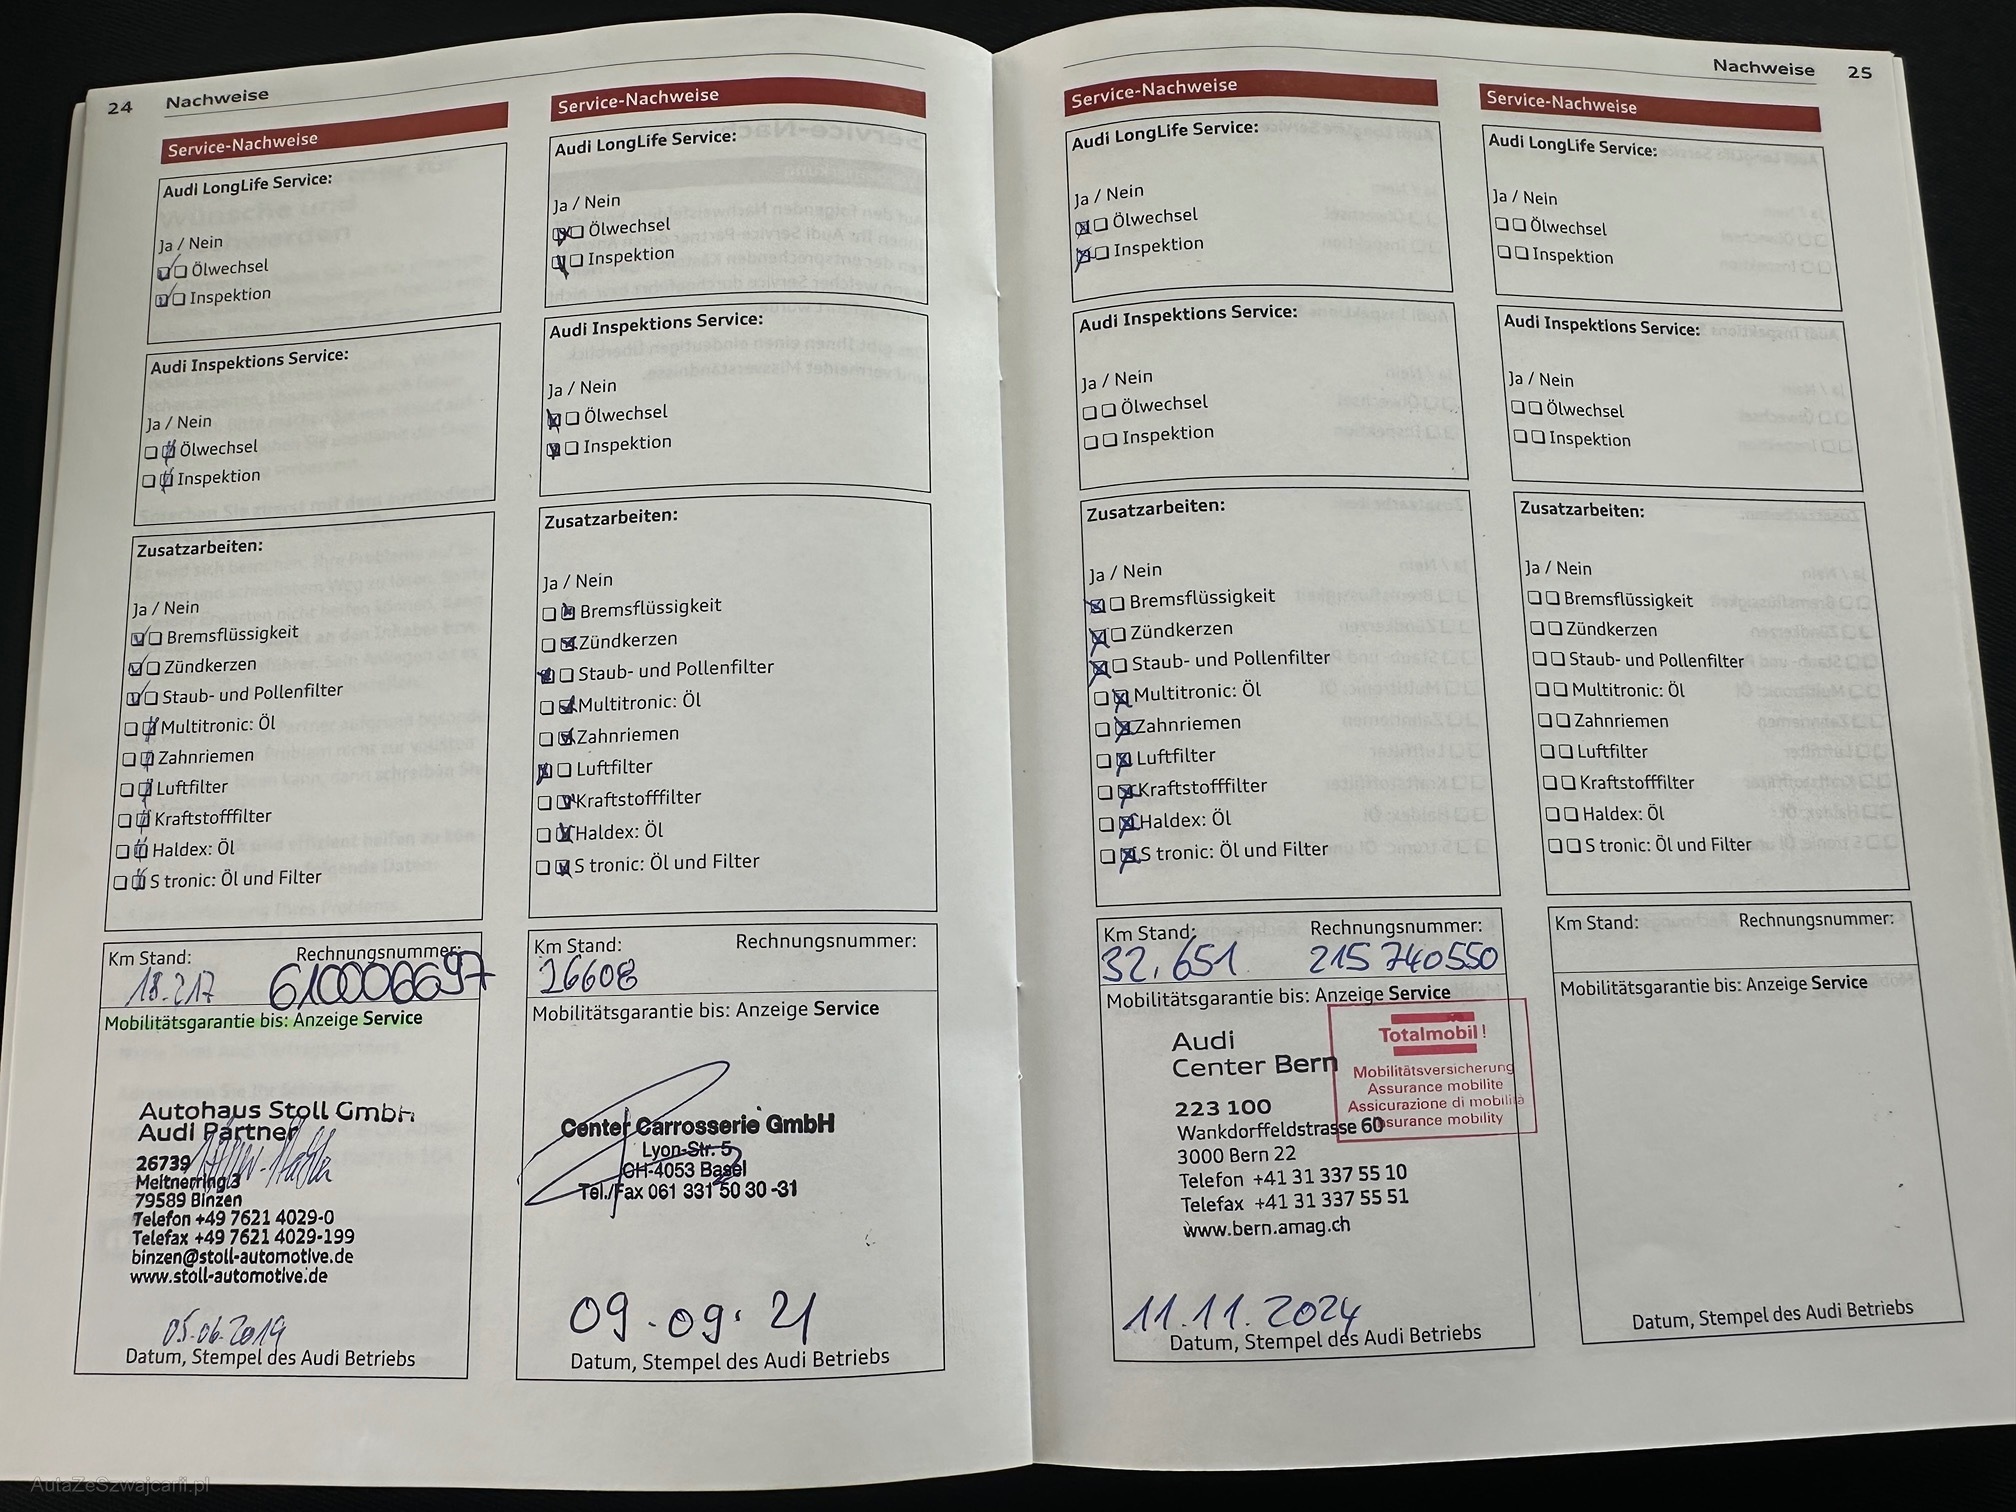 24 Nachweise
Service-Nachweise
Audi LongLife Service:
Ja / Nein
Ölwechsel
Inspektion
Audi Inspektions Service:
Ja / Nein
Ölwechsel
Inspektion
Zusatzarbeiten:
Ja / Nein
Bremsflüssigkeit
Zündkerzen
Staub- und Pollenfilter
Multitronic: Öl
Zahnriemen
Luftfilter
Kraftstofffilter
Haldex: Öl
S tronic: Öl und Filter
Km Stand: Rechnungsnummer:
18.217 610006697
Mobilitätsgarantie bis: Anzeige Service
Autohaus Stoll GmbH
Audi Partner
26739
Meitnerring 3
79589 Binzen
Telefon +49 7621 4029-0
Telefax +49 7621 4029-199
binzen@stoll-automotive.de
www.stoll-automotive.de
05.06.2019
Datum, Stempel des Audi Betriebs
Service-Nachweise
Audi LongLife Service:
Ja / Nein
Ölwechsel
Inspektion
Audi Inspektions Service:
Ja / Nein
Ölwechsel
Inspektion
Zusatzarbeiten:
Ja / Nein
Bremsflüssigkeit
Zündkerzen
Staub- und Pollenfilter
Multitronic: Öl
Zahnriemen
Luftfilter
Kraftstofffilter
Haldex: Öl
S tronic: Öl und Filter
Km Stand: Rechnungsnummer:
26608
Mobilitätsgarantie bis: Anzeige Service
Center Carrosserie GmbH
Lyon-Str. 5
CH-4053 Basel
Tel./Fax 061 331 50 30 -31
09.09.21
Datum, Stempel des Audi Betriebs
Nachweise 25
Service-Nachweise
Audi LongLife Service:
Ja / Nein
Ölwechsel
Inspektion
Audi Inspektions Service:
Ja / Nein
Ölwechsel
Inspektion
Zusatzarbeiten:
Ja / Nein
Bremsflüssigkeit
Zündkerzen
Staub- und Pollenfilter
Multitronic: Öl
Zahnriemen
Luftfilter
Kraftstofffilter
Haldex: Öl
S tronic: Öl und Filter
Km Stand: Rechnungsnummer:
32.651 215 740550
Mobilitätsgarantie bis: Anzeige Service
Audi
Center Bern
223 100
Wankdorffeldstrasse 60
3000 Bern 22
Telefon +41 31 337 55 10
Telefax +41 31 337 55 51
www.bern.amag.ch
Totalmobil!
Mobilitätsversicherung
Assurance mobilité
Assicurazione di mobilità
Insurance mobility
11.11.2024
Datum, Stempel des Audi Betriebs
Service-Nachweise
Audi LongLife Service:
Ja / Nein
Ölwechsel
Inspektion
Audi Inspektions Service:
Ja / Nein
Ölwechsel
Inspektion
Zusatzarbeiten:
Ja / Nein
Bremsflüssigkeit
Zündkerzen
Staub- und Pollenfilter
Multitronic: Öl
Zahnriemen
Luftfilter
Kraftstofffilter
Haldex: Öl
S tronic: Öl und Filter
Km Stand: Rechnungsnummer:
Mobilitätsgarantie bis: Anzeige Service
Datum, Stempel des Audi Betriebs
AutaZeSzwajcarii.pl